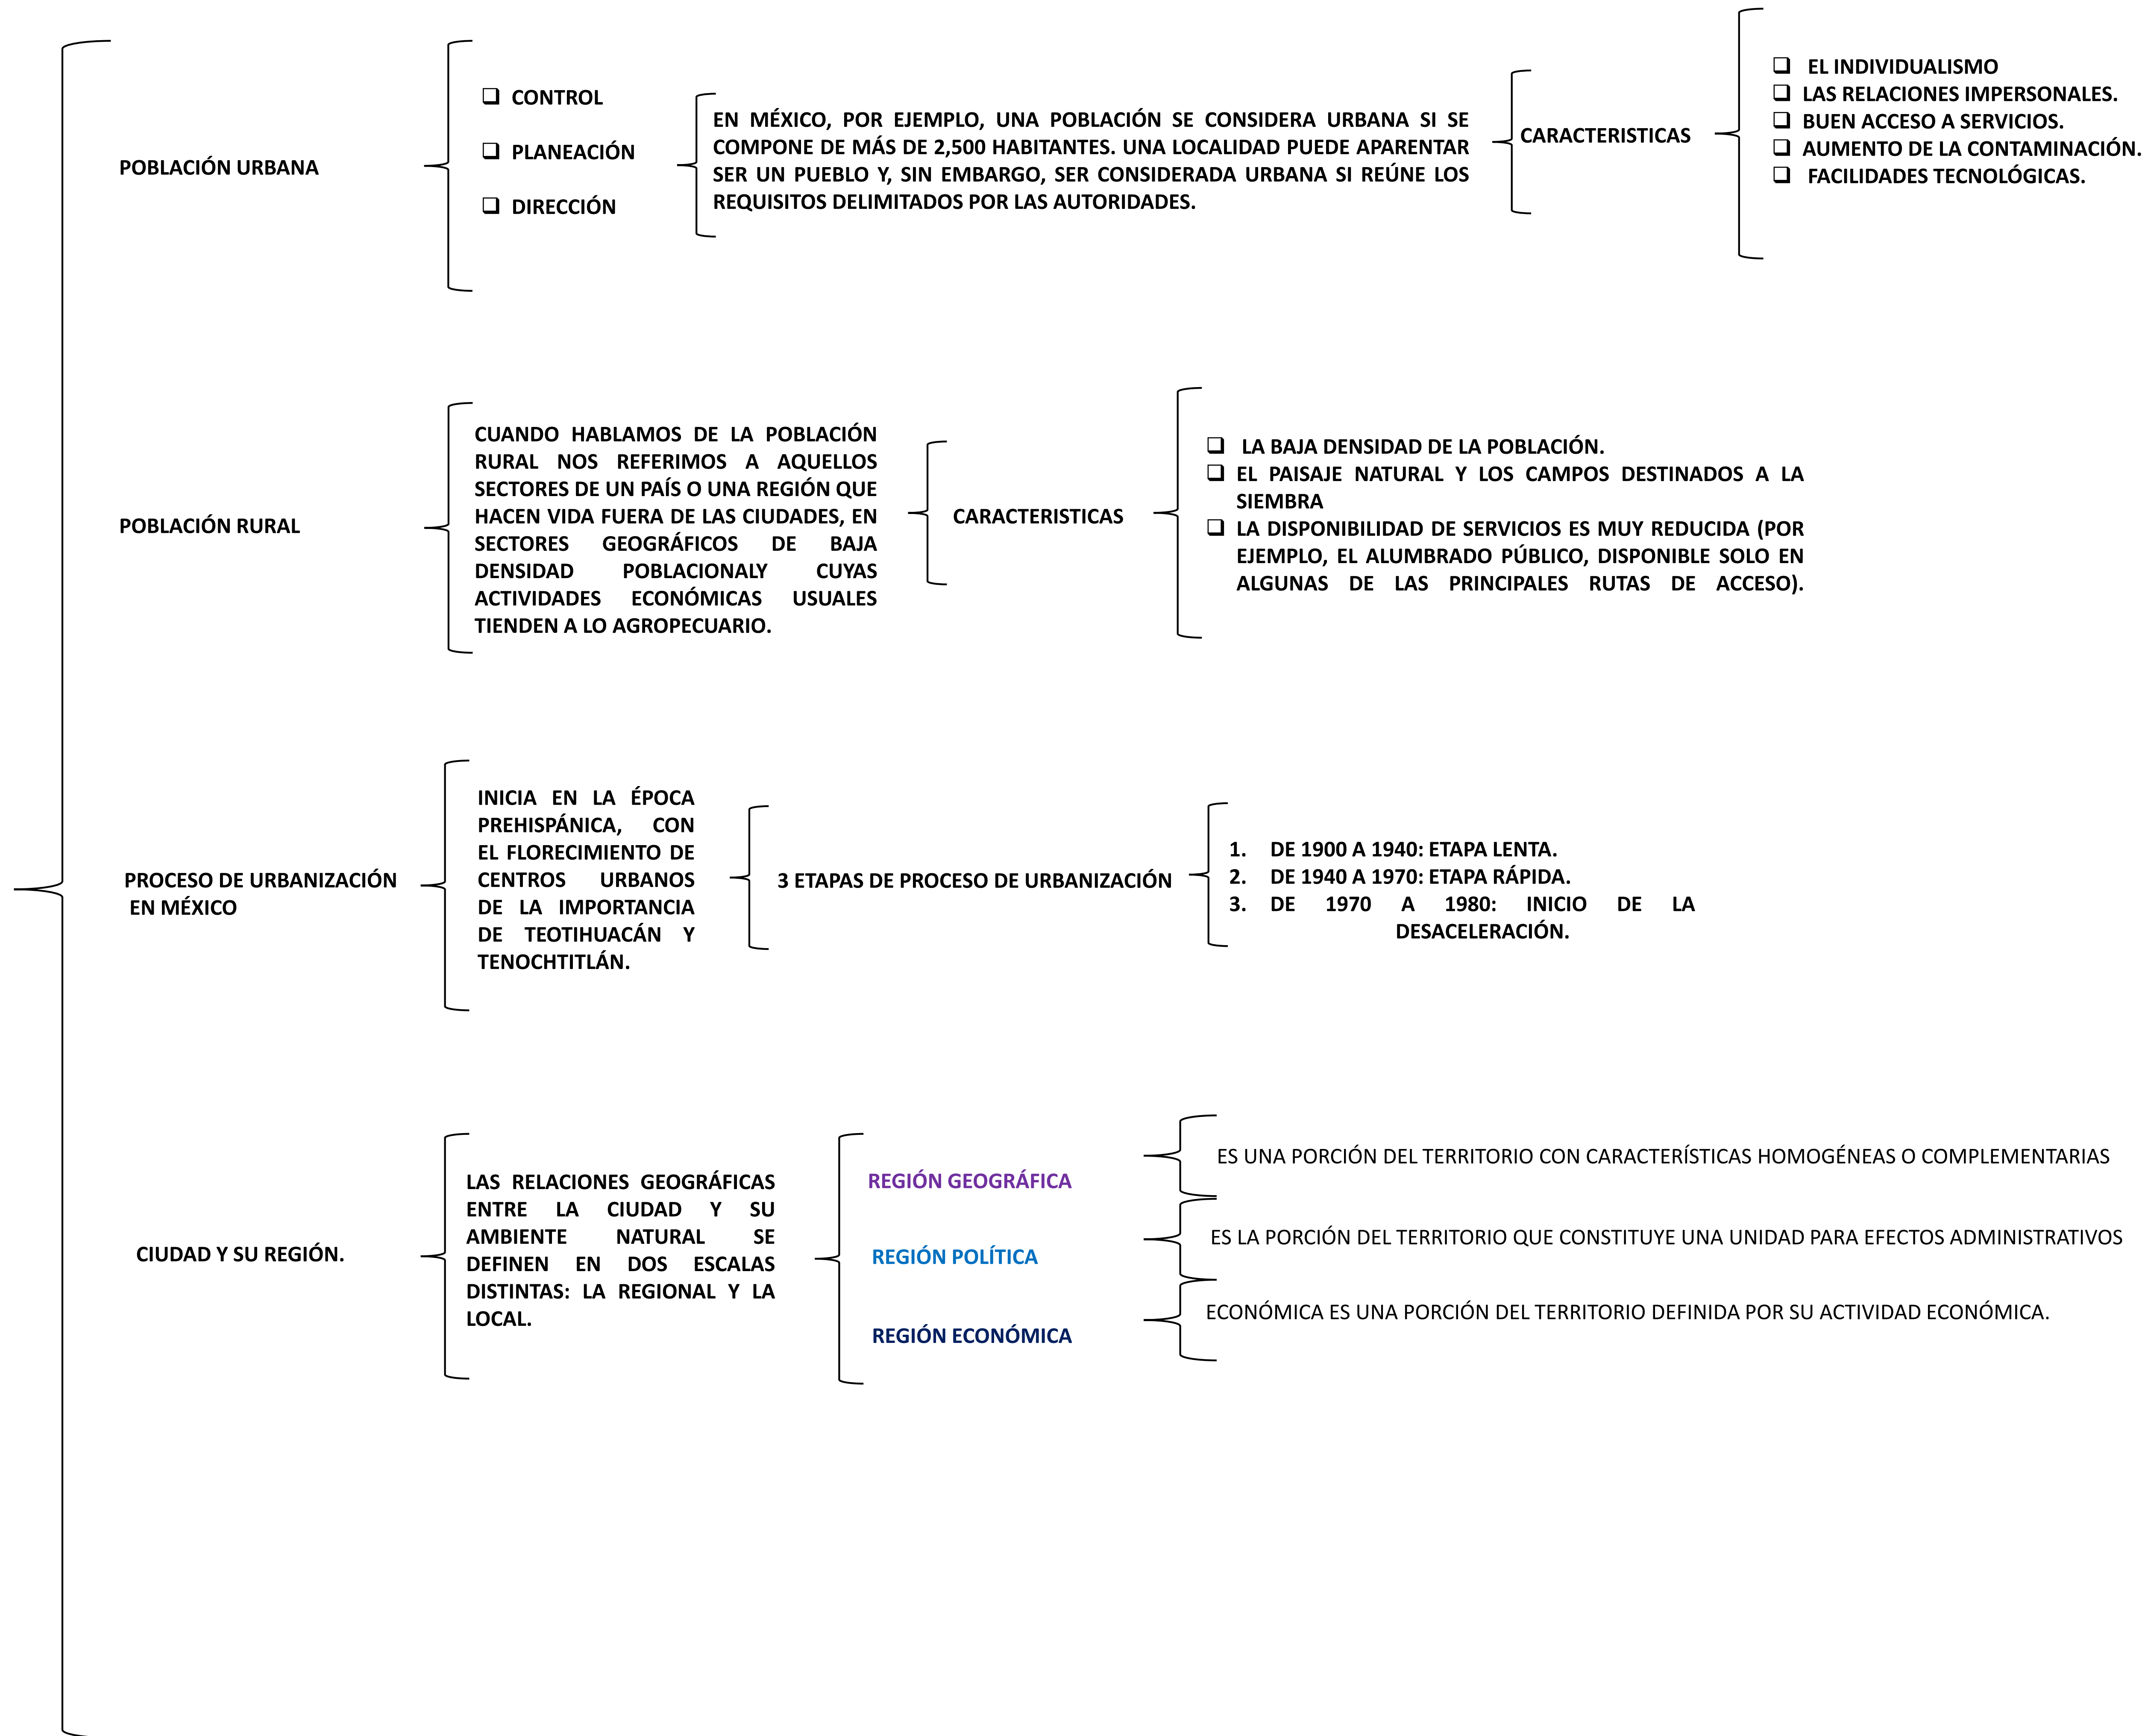 POBLACIÓN URBANA
❑ CONTROL
❑ PLANEACIÓN
❑ DIRECCIÓN
EN MÉXICO, POR EJEMPLO, UNA POBLACIÓN SE CONSIDERA URBANA SI SE
COMPONE DE MÁS DE 2,500 HABITANTES. UNA LOCALIDAD PUEDE APARENTAR
SER UN PUEBLO Y, SIN EMBARGO, SER CONSIDERADA URBANA SI REÚNE LOS
REQUISITOS DELIMITADOS POR LAS AUTORIDADES.
CARACTERISTICAS
❑ EL INDIVIDUALISMO
❑ LAS RELACIONES IMPERSONALES.
❑ BUEN ACCESO A SERVICIOS.
❑ AUMENTO DE LA CONTAMINACIÓN.
❑ FACILIDADES TECNOLÓGICAS.
POBLACIÓN RURAL
CUANDO HABLAMOS DE LA POBLACIÓN
RURAL NOS REFERIMOS A AQUELLOS
SECTORES DE UN PAÍS O UNA REGIÓN QUE
HACEN VIDA FUERA DE LAS CIUDADES, EN
SECTORES GEOGRÁFICOS DE BAJA
DENSIDAD POBLACIONALY CUYAS
ACTIVIDADES ECONÓMICAS USUALES
TIENDEN A LO AGROPECUARIO.
CARACTERISTICAS
❑ LA BAJA DENSIDAD DE LA POBLACIÓN.
❑ EL PAISAJE NATURAL Y LOS CAMPOS DESTINADOS A LA
SIEMBRA
❑ LA DISPONIBILIDAD DE SERVICIOS ES MUY REDUCIDA (POR
EJEMPLO, EL ALUMBRADO PÚBLICO, DISPONIBLE SOLO EN
ALGUNAS DE LAS PRINCIPALES RUTAS DE ACCESO).
PROCESO DE URBANIZACIÓN
EN MÉXICO
INICIA EN LA ÉPOCA
PREHISPÁNICA, CON
EL FLORECIMIENTO DE
CENTROS URBANOS
DE LA IMPORTANCIA
DE TEOTIHUACÁN Y
TENOCHTITLÁN.
3 ETAPAS DE PROCESO DE URBANIZACIÓN
1. DE 1900 A 1940: ETAPA LENTA.
2. DE 1940 A 1970: ETAPA RÁPIDA.
3. DE 1970 A 1980: INICIO DE LA
DESACELERACIÓN.
CIUDAD Y SU REGIÓN.
LAS RELACIONES GEOGRÁFICAS
ENTRE LA CIUDAD Y SU
AMBIENTE NATURAL SE
DEFINEN EN DOS ESCALAS
DISTINTAS: LA REGIONAL Y LA
LOCAL.
REGIÓN GEOGRÁFICA
ES UNA PORCIÓN DEL TERRITORIO CON CARACTERÍSTICAS HOMOGÉNEAS O COMPLEMENTARIAS
REGIÓN POLÍTICA
ES LA PORCIÓN DEL TERRITORIO QUE CONSTITUYE UNA UNIDAD PARA EFECTOS ADMINISTRATIVOS
REGIÓN ECONÓMICA
ECONÓMICA ES UNA PORCIÓN DEL TERRITORIO DEFINIDA POR SU ACTIVIDAD ECONÓMICA.